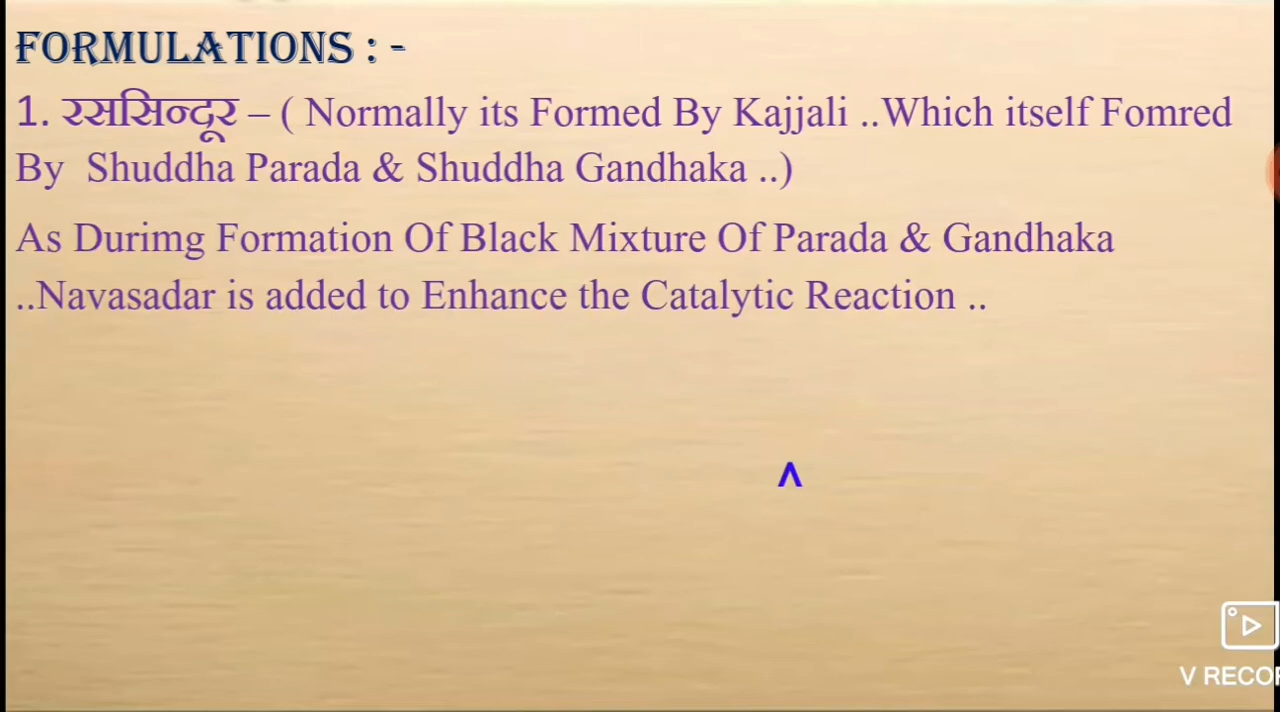 FORMULATIONS : -
1. रससिन्दूर – ( Normally its Formed By Kajjali ..Which itself Fomred
By Shuddha Parada & Shuddha Gandhaka ..)
As Durimg Formation Of Black Mixture Of Parada & Gandhaka
..Navasadar is added to Enhance the Catalytic Reaction ..
^
V RECOR